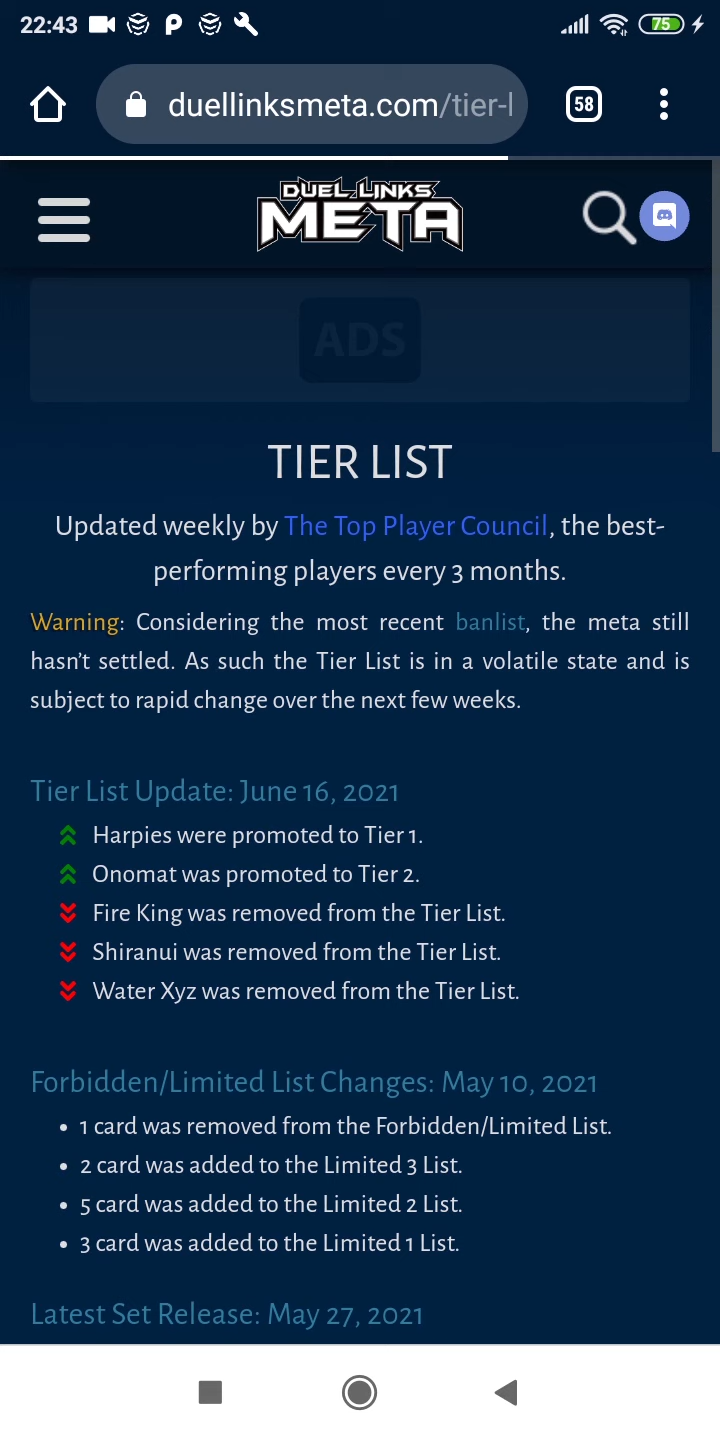 22:43
75
duellinksmeta.com/tier-l
58
DUEL LINKS
META
ADS
TIER LIST
Updated weekly by The Top Player Council, the best-
performing players every 3 months.
Warning: Considering the most recent banlist, the meta still
hasn’t settled. As such the Tier List is in a volatile state and is
subject to rapid change over the next few weeks.
Tier List Update: June 16, 2021
Harpies were promoted to Tier 1.
Onomat was promoted to Tier 2.
Fire King was removed from the Tier List.
Shiranui was removed from the Tier List.
Water Xyz was removed from the Tier List.
Forbidden/Limited List Changes: May 10, 2021
• 1 card was removed from the Forbidden/Limited List.
• 2 card was added to the Limited 3 List.
• 5 card was added to the Limited 2 List.
• 3 card was added to the Limited 1 List.
Latest Set Release: May 27, 2021